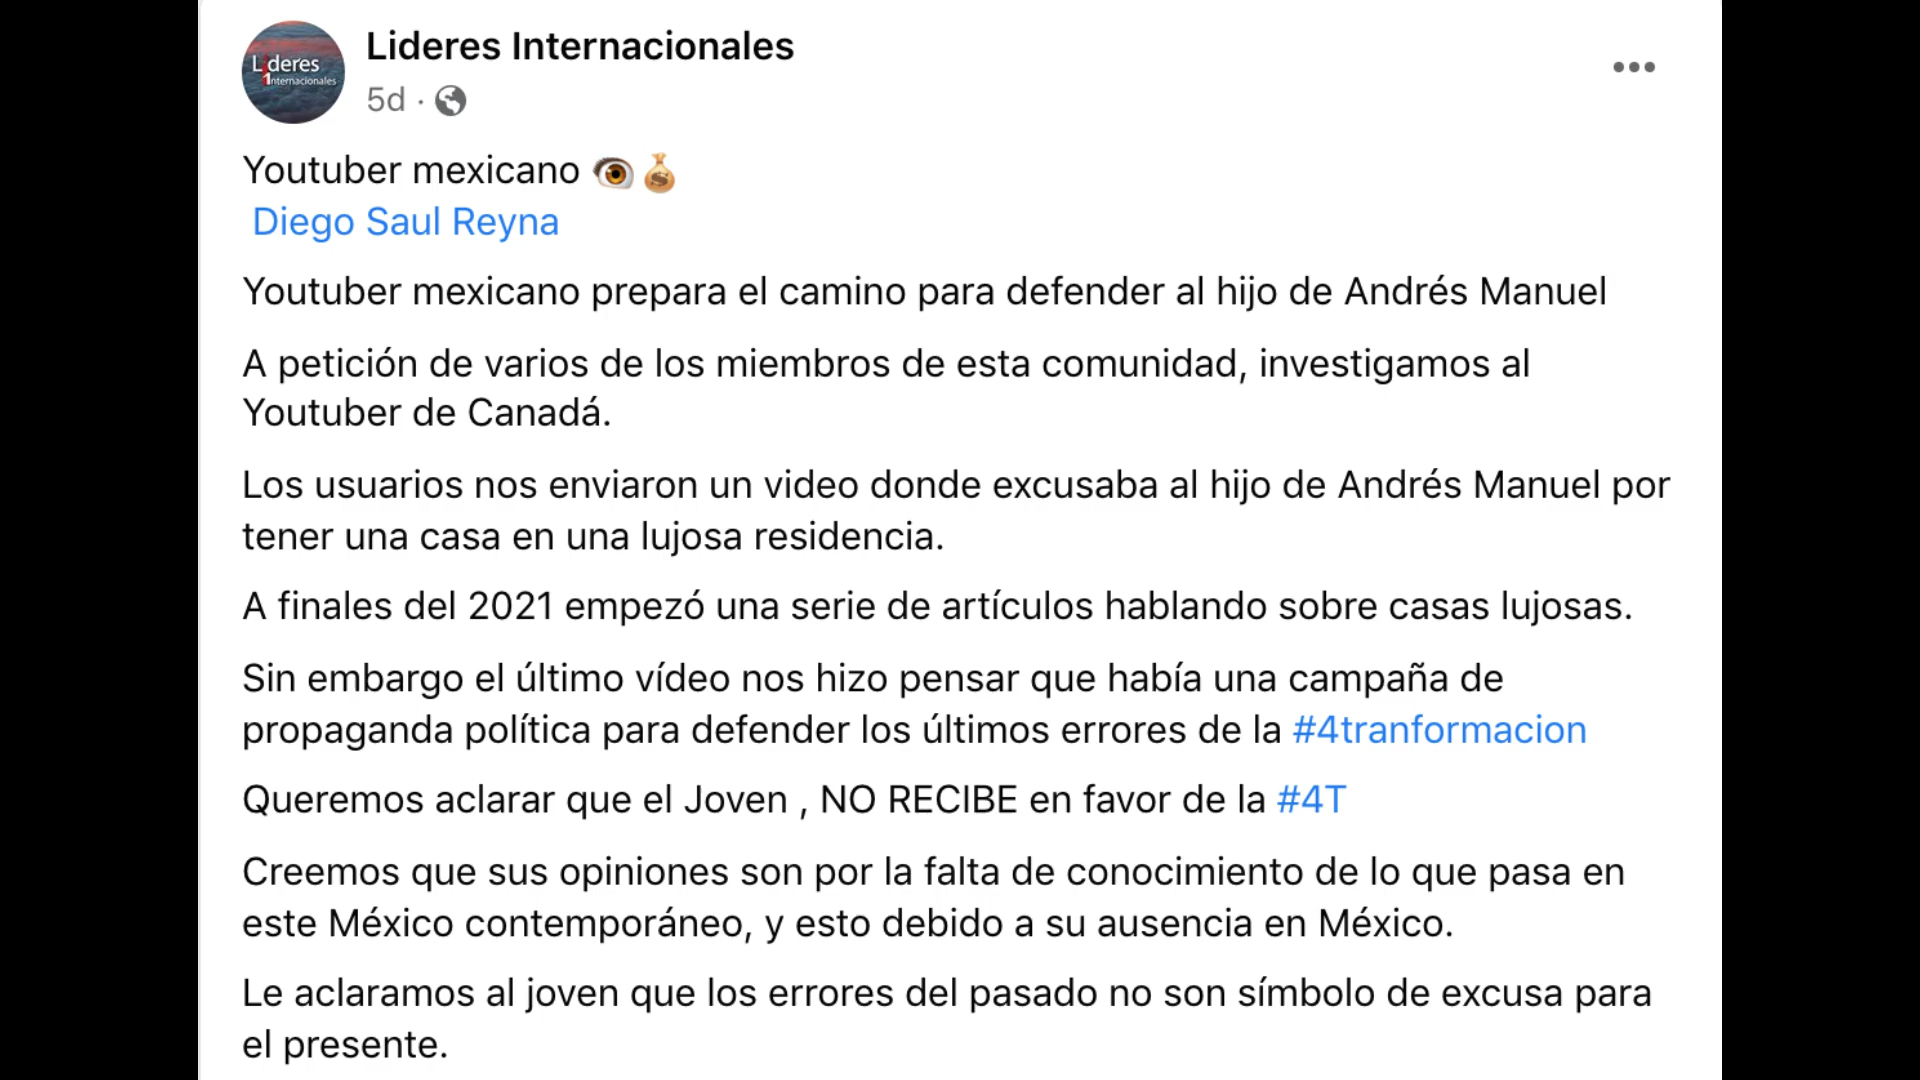 Lideres
Internacionales
Lideres Internacionales
5d ·
Youtuber mexicano 👁️💰
Diego Saul Reyna
Youtuber mexicano prepara el camino para defender al hijo de Andrés Manuel
A petición de varios de los miembros de esta comunidad, investigamos al
Youtuber de Canadá.
Los usuarios nos enviaron un video donde excusaba al hijo de Andrés Manuel por
tener una casa en una lujosa residencia.
A finales del 2021 empezó una serie de artículos hablando sobre casas lujosas.
Sin embargo el último vídeo nos hizo pensar que había una campaña de
propaganda política para defender los últimos errores de la #4tranformacion
Queremos aclarar que el Joven , NO RECIBE en favor de la #4T
Creemos que sus opiniones son por la falta de conocimiento de lo que pasa en
este México contemporáneo, y esto debido a su ausencia en México.
Le aclaramos al joven que los errores del pasado no son símbolo de excusa para
el presente.